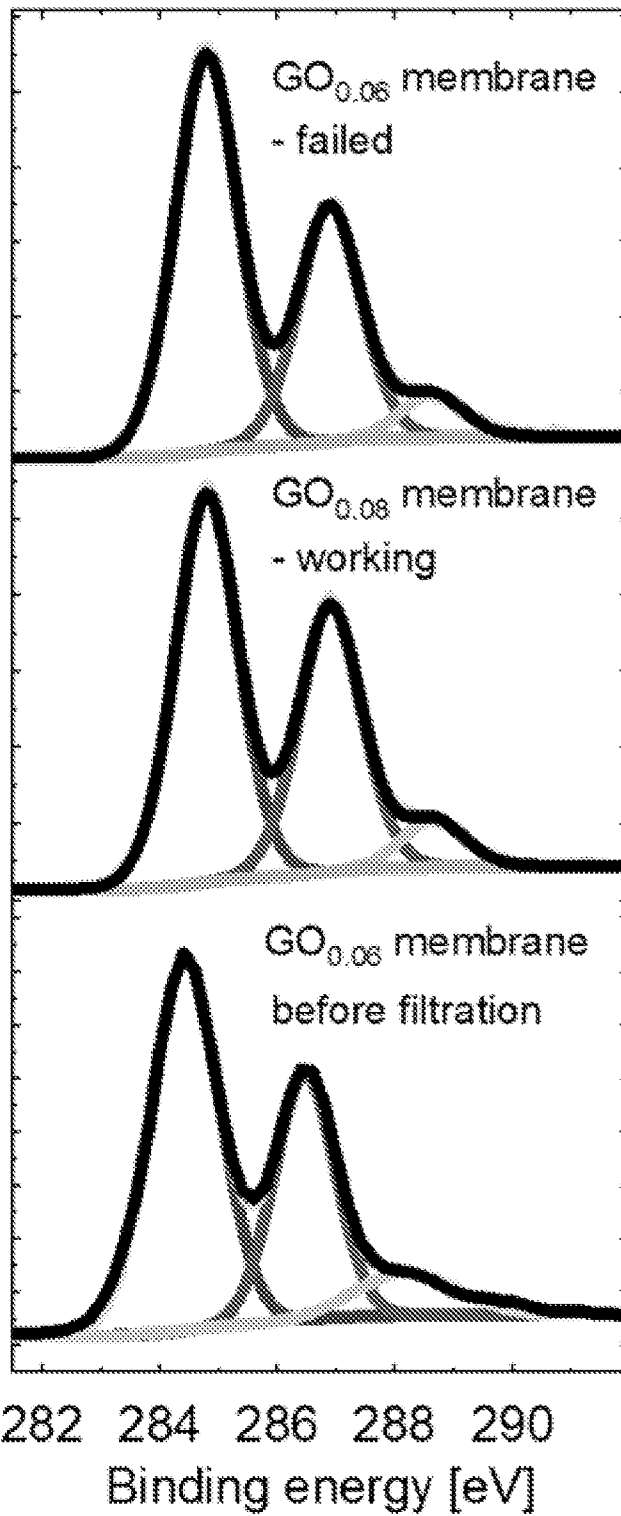 GO0.06 membrane
- failed
GO0.08 membrane
- working
GO0.06 membrane
before filtration
282 284 286 288 290
Binding energy [eV]